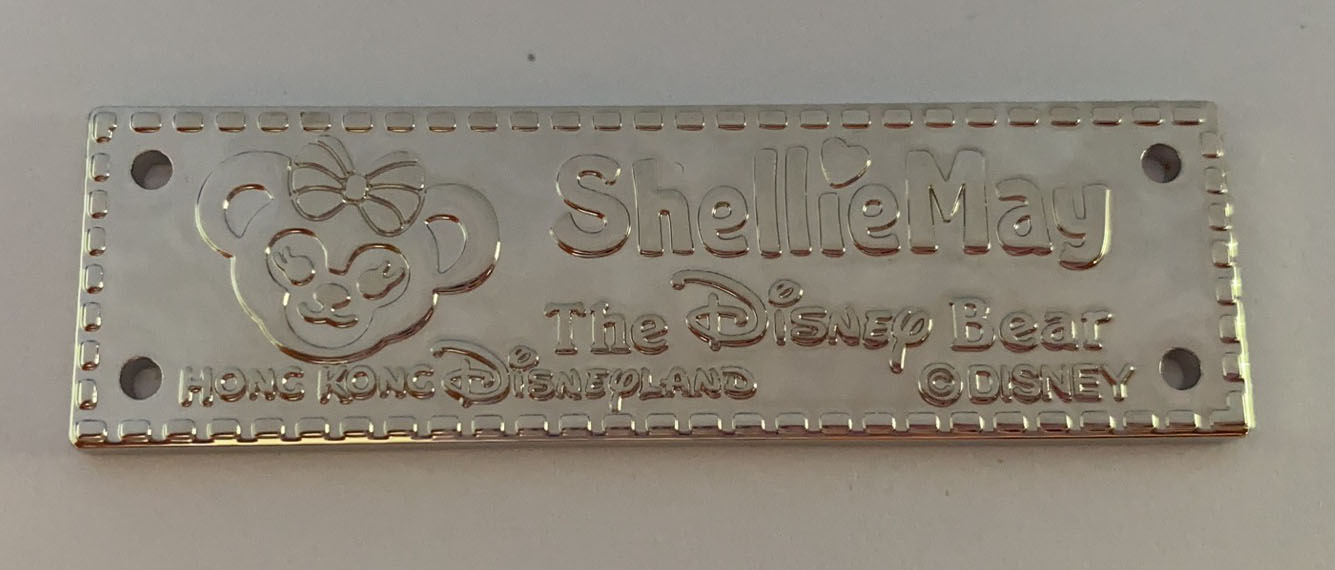 ShellieMay
The Disney Bear
HONG KONG DISNEYLAND ©DISNEY